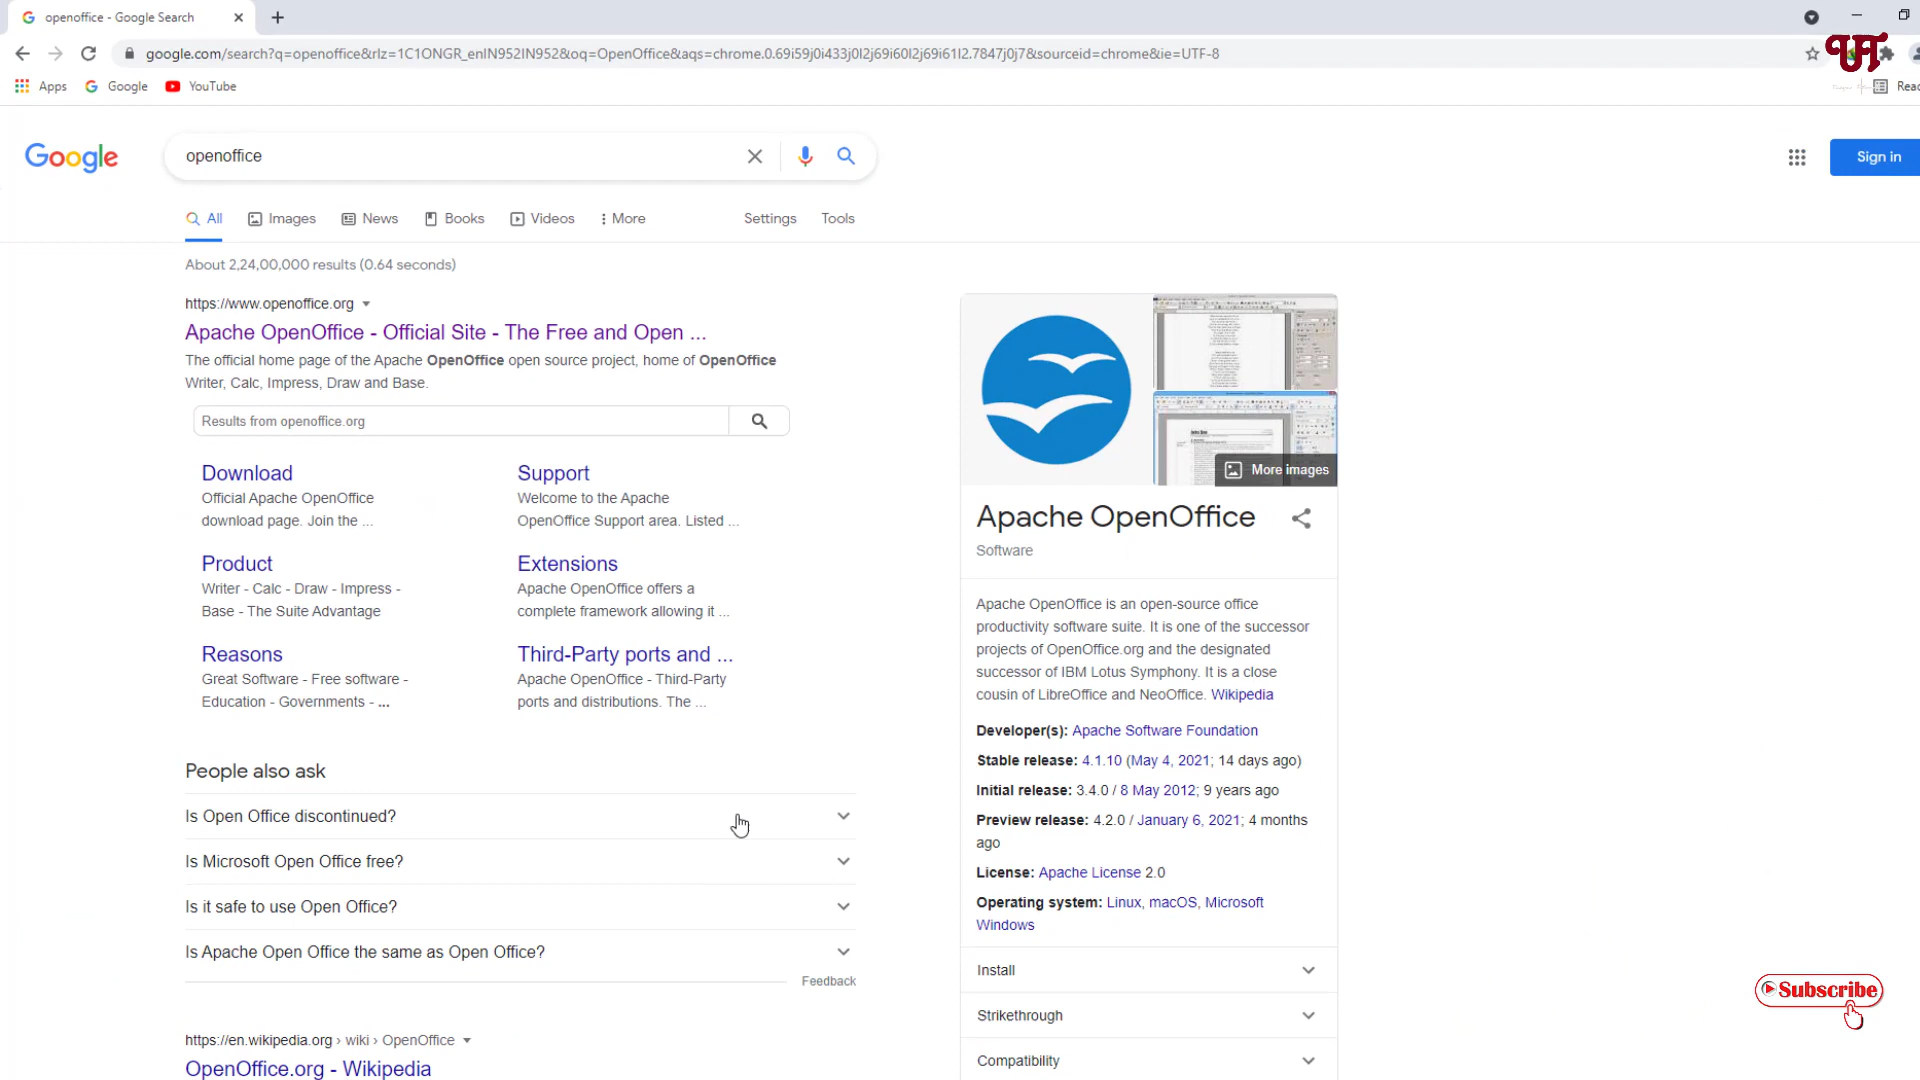 openoffice - Google Search
google.com/search?q=openoffice&rlz=1C1ONGR_enIN952IN952&oq=OpenOffice&aqs=chrome.0.69i59j0i433j0l2j69i60l2j69i61l2.7847j0j7&sourceid=chrome&ie=UTF-8
Apps Google YouTube
Google
openoffice
Sign in
All Images News Books Videos More Settings Tools
About 2,24,00,000 results (0.64 seconds)
https://www.openoffice.org
Apache OpenOffice - Official Site - The Free and Open ...
The official home page of the Apache OpenOffice open source project, home of OpenOffice
Writer, Calc, Impress, Draw and Base.
Results from openoffice.org
Download
Official Apache OpenOffice
download page. Join the ...
Support
Welcome to the Apache
OpenOffice Support area. Listed ...
Product
Writer - Calc - Draw - Impress -
Base - The Suite Advantage
Extensions
Apache OpenOffice offers a
complete framework allowing it ...
Reasons
Great Software - Free software -
Education - Governments - ...
Third-Party ports and ...
Apache OpenOffice - Third-Party
ports and distributions. The ...
People also ask
Is Open Office discontinued?
Is Microsoft Open Office free?
Is it safe to use Open Office?
Is Apache Open Office the same as Open Office?
Feedback
https://en.wikipedia.org › wiki › OpenOffice
OpenOffice.org - Wikipedia
More images
Apache OpenOffice
Software
Apache OpenOffice is an open-source office
productivity software suite. It is one of the successor
projects of OpenOffice.org and the designated
successor of IBM Lotus Symphony. It is a close
cousin of LibreOffice and NeoOffice. Wikipedia
Developer(s): Apache Software Foundation
Stable release: 4.1.10 (May 4, 2021; 14 days ago)
Initial release: 3.4.0 / 8 May 2012; 9 years ago
Preview release: 4.2.0 / January 6, 2021; 4 months
ago
License: Apache License 2.0
Operating system: Linux, macOS, Microsoft
Windows
Install
Strikethrough
Compatibility
Subscribe